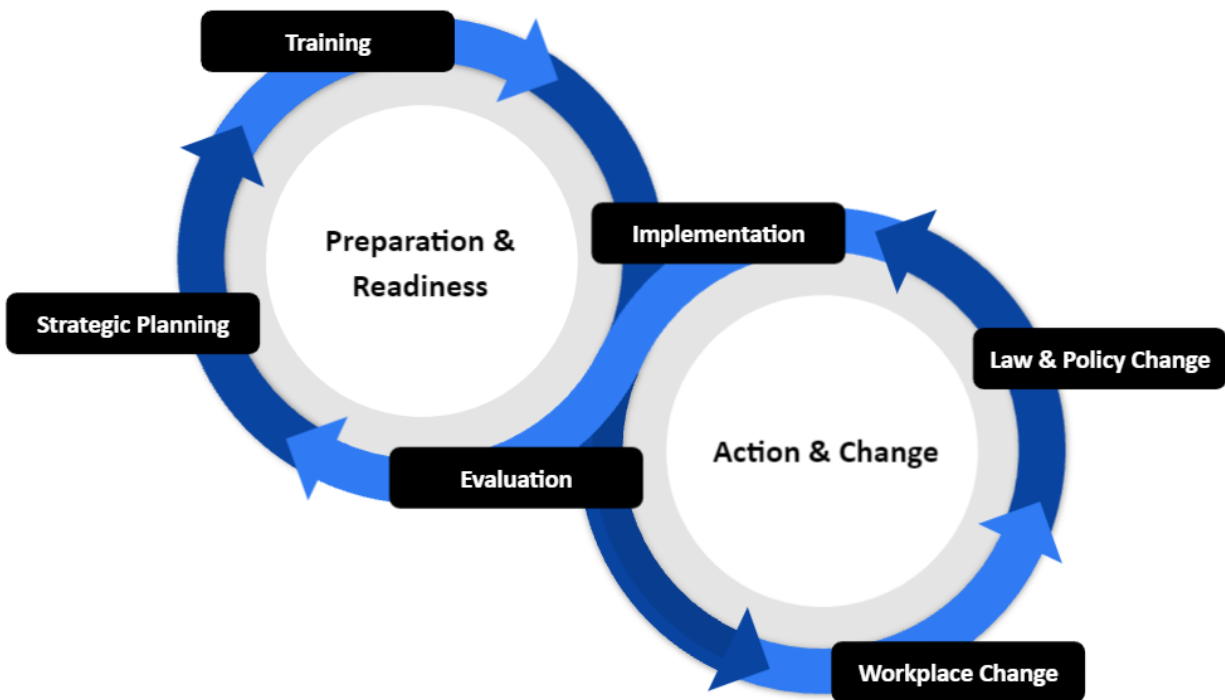 Training
Preparation &
Readiness
Implementation
Strategic Planning
Law & Policy Change
Action & Change
Evaluation
Workplace Change